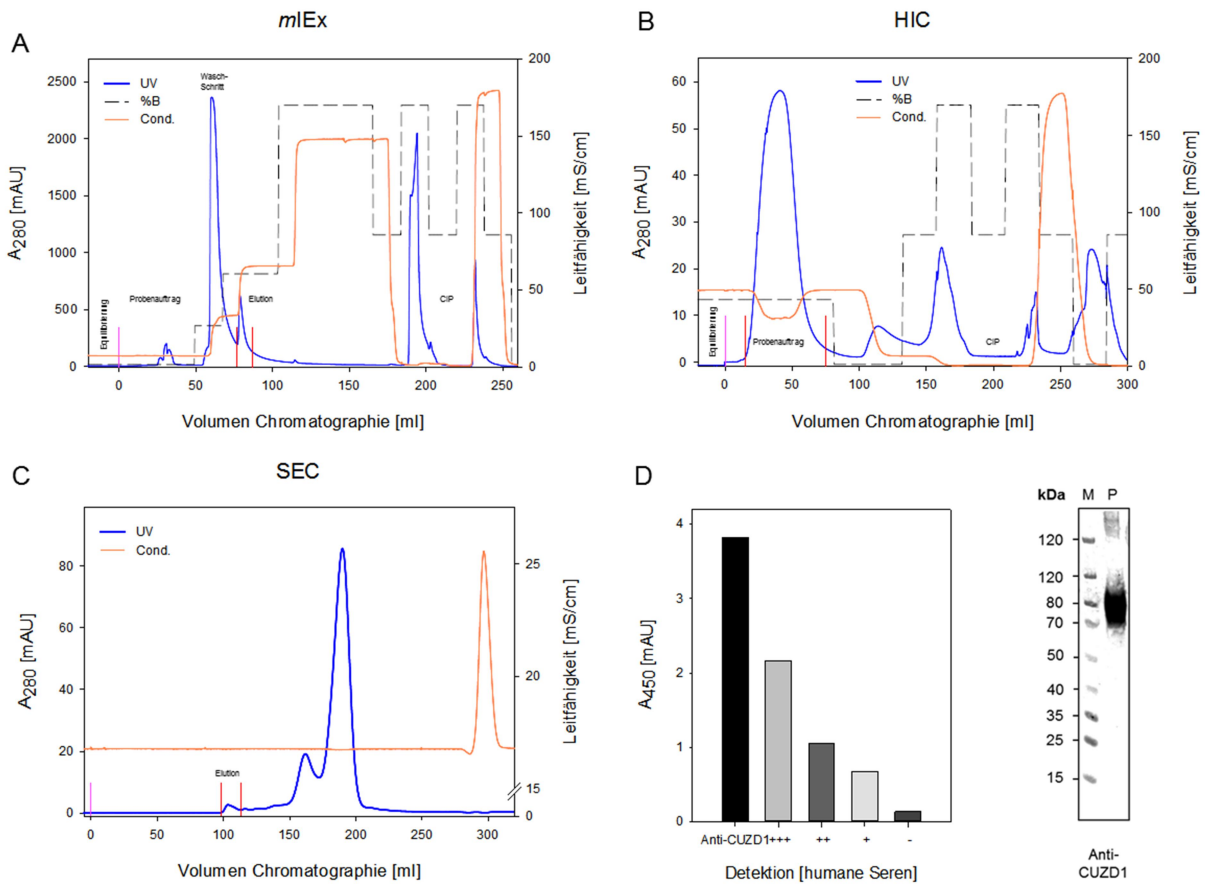 A
mIEx
2500
2000
1500
1000
500
0
A280 [mAU]
UV
%B
Cond.
Wasch-
Schritt
Equilibrierung
Probenauftrag
Elution
CIP
200
150
100
50
0
Leitfähigkeit [mS/cm]
0 50 100 150 200 250
Volumen Chromatographie [ml]
B
HIC
60
50
40
30
20
10
0
A280 [mAU]
UV
%B
Cond.
Equilibrierung
Probenauftrag
CIP
200
150
100
50
0
Leitfähigkeit [mS/cm]
0 50 100 150 200 250 300
Volumen Chromatographie [ml]
C
SEC
80
60
40
20
0
A280 [mAU]
UV
Cond.
Elution
25
20
15
0
Leitfähigkeit [mS/cm]
0 50 100 150 200 250 300
Volumen Chromatographie [ml]
D
4
3
2
1
0
A450 [mAU]
Anti-CUZD1 +++ ++ + -
Detektion [humane Seren]
kDa M P
120
120
80
70
50
40
35
25
15
Anti-
CUZD1